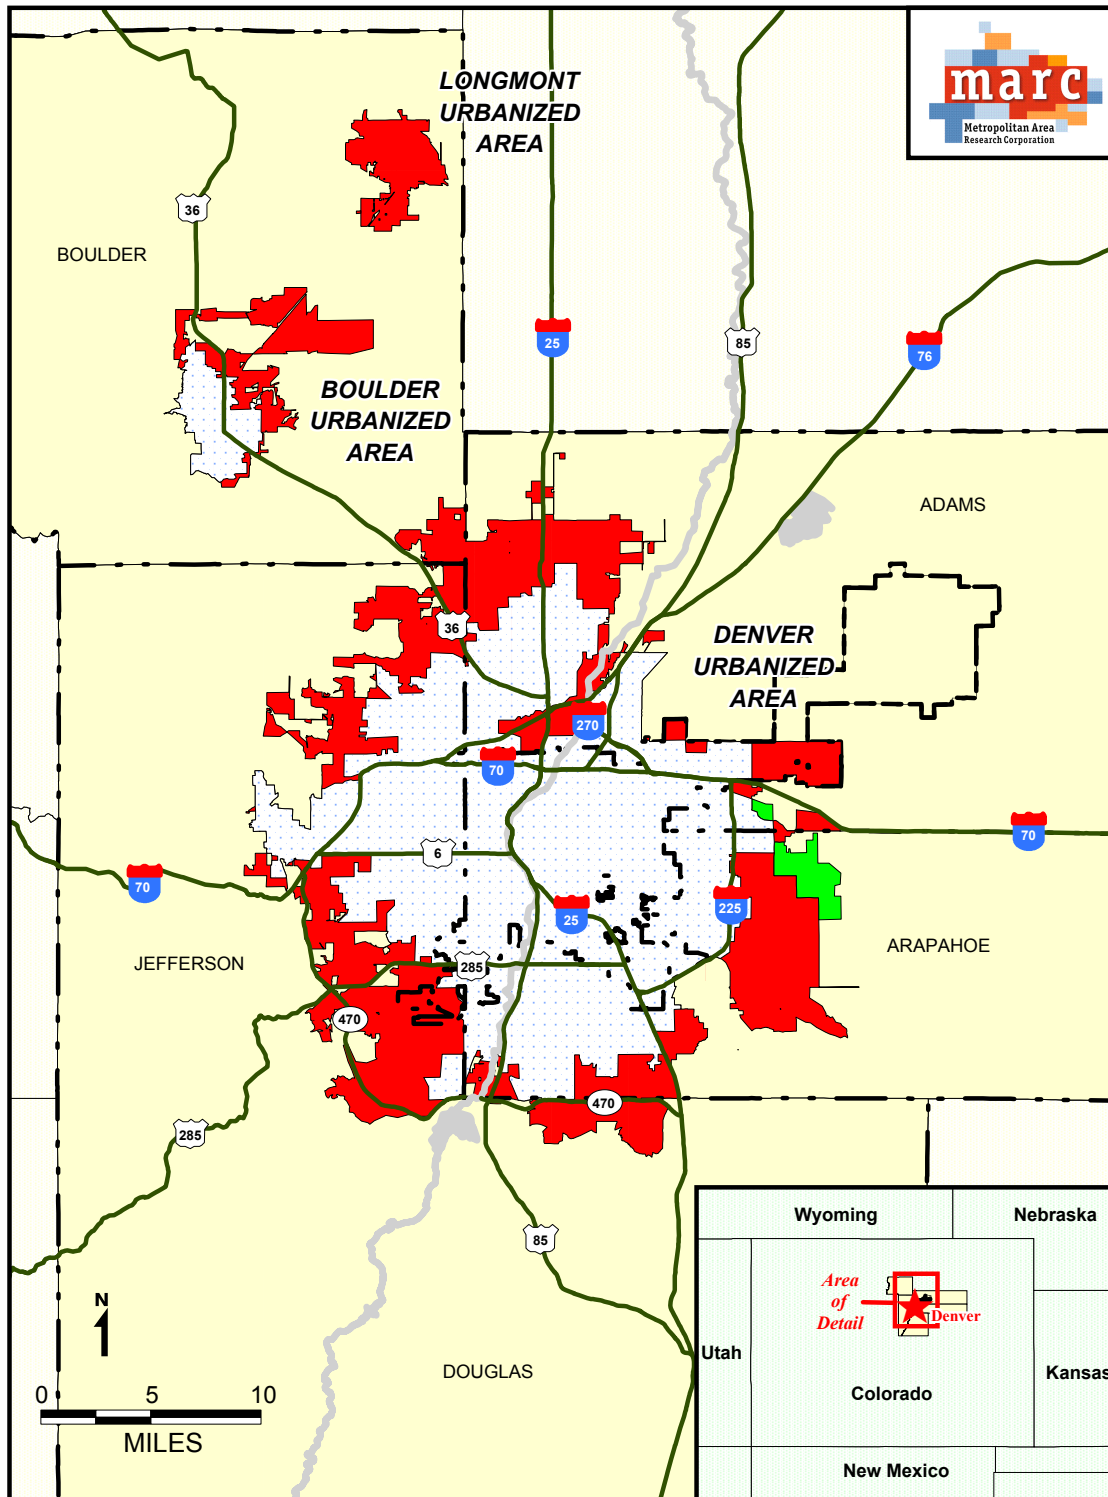 LONGMONT
URBANIZED
AREA
marc
Metropolitan Area
Research Corporation
36
BOULDER
25
85
76
BOULDER
URBANIZED
AREA
ADAMS
36
DENVER
URBANIZED
AREA
270
70
6
70
70
225
25
JEFFERSON
285
ARAPAHOE
470
470
285
85
Wyoming
Nebraska
Area
of
Detail
Denver
Utah
Kansas
Colorado
New Mexico
N
DOUGLAS
0 5 10
MILES